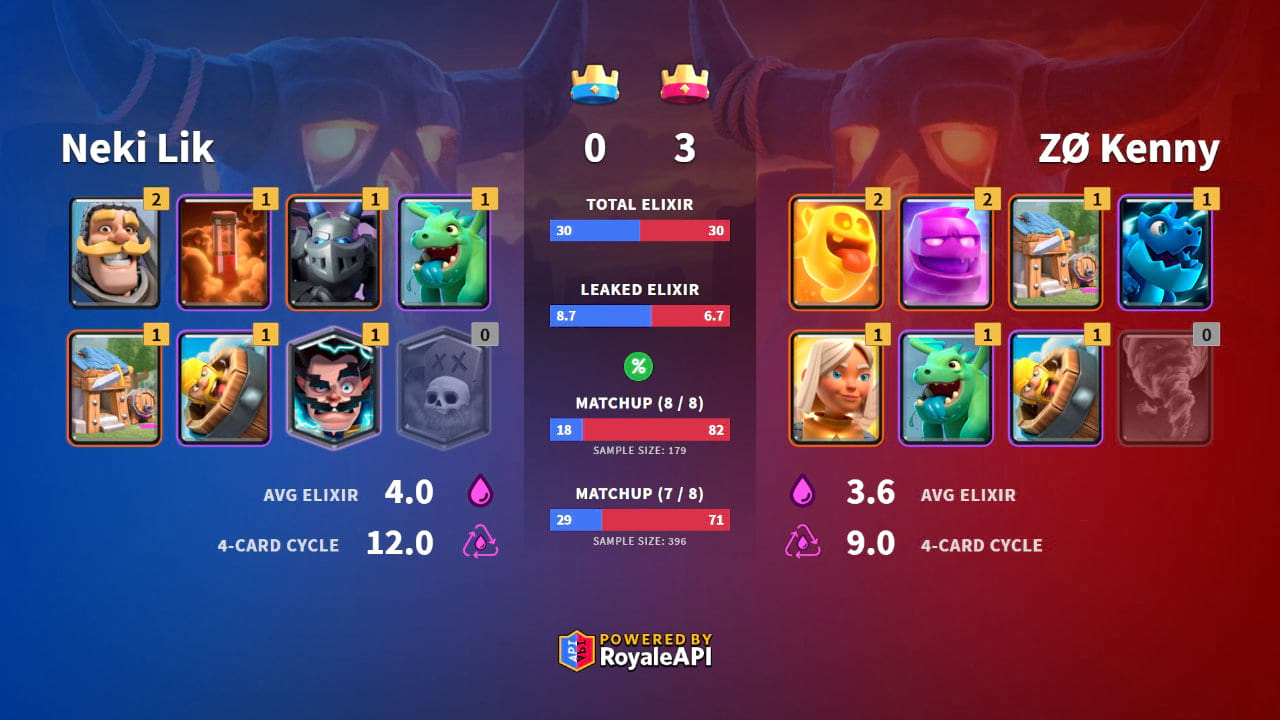 0 3
Neki Lik
ZØ Kenny
2 1 1 1
1 1 1 0
TOTAL ELIXIR
30 30
LEAKED ELIXIR
8.7 6.7
%
MATCHUP (8 / 8)
18 82
SAMPLE SIZE: 179
MATCHUP (7 / 8)
29 71
SAMPLE SIZE: 396
2 2 1 1
1 1 1 0
AVG ELIXIR 4.0
4-CARD CYCLE 12.0
3.6 AVG ELIXIR
9.0 4-CARD CYCLE
API API
POWERED BY
RoyaleAPI